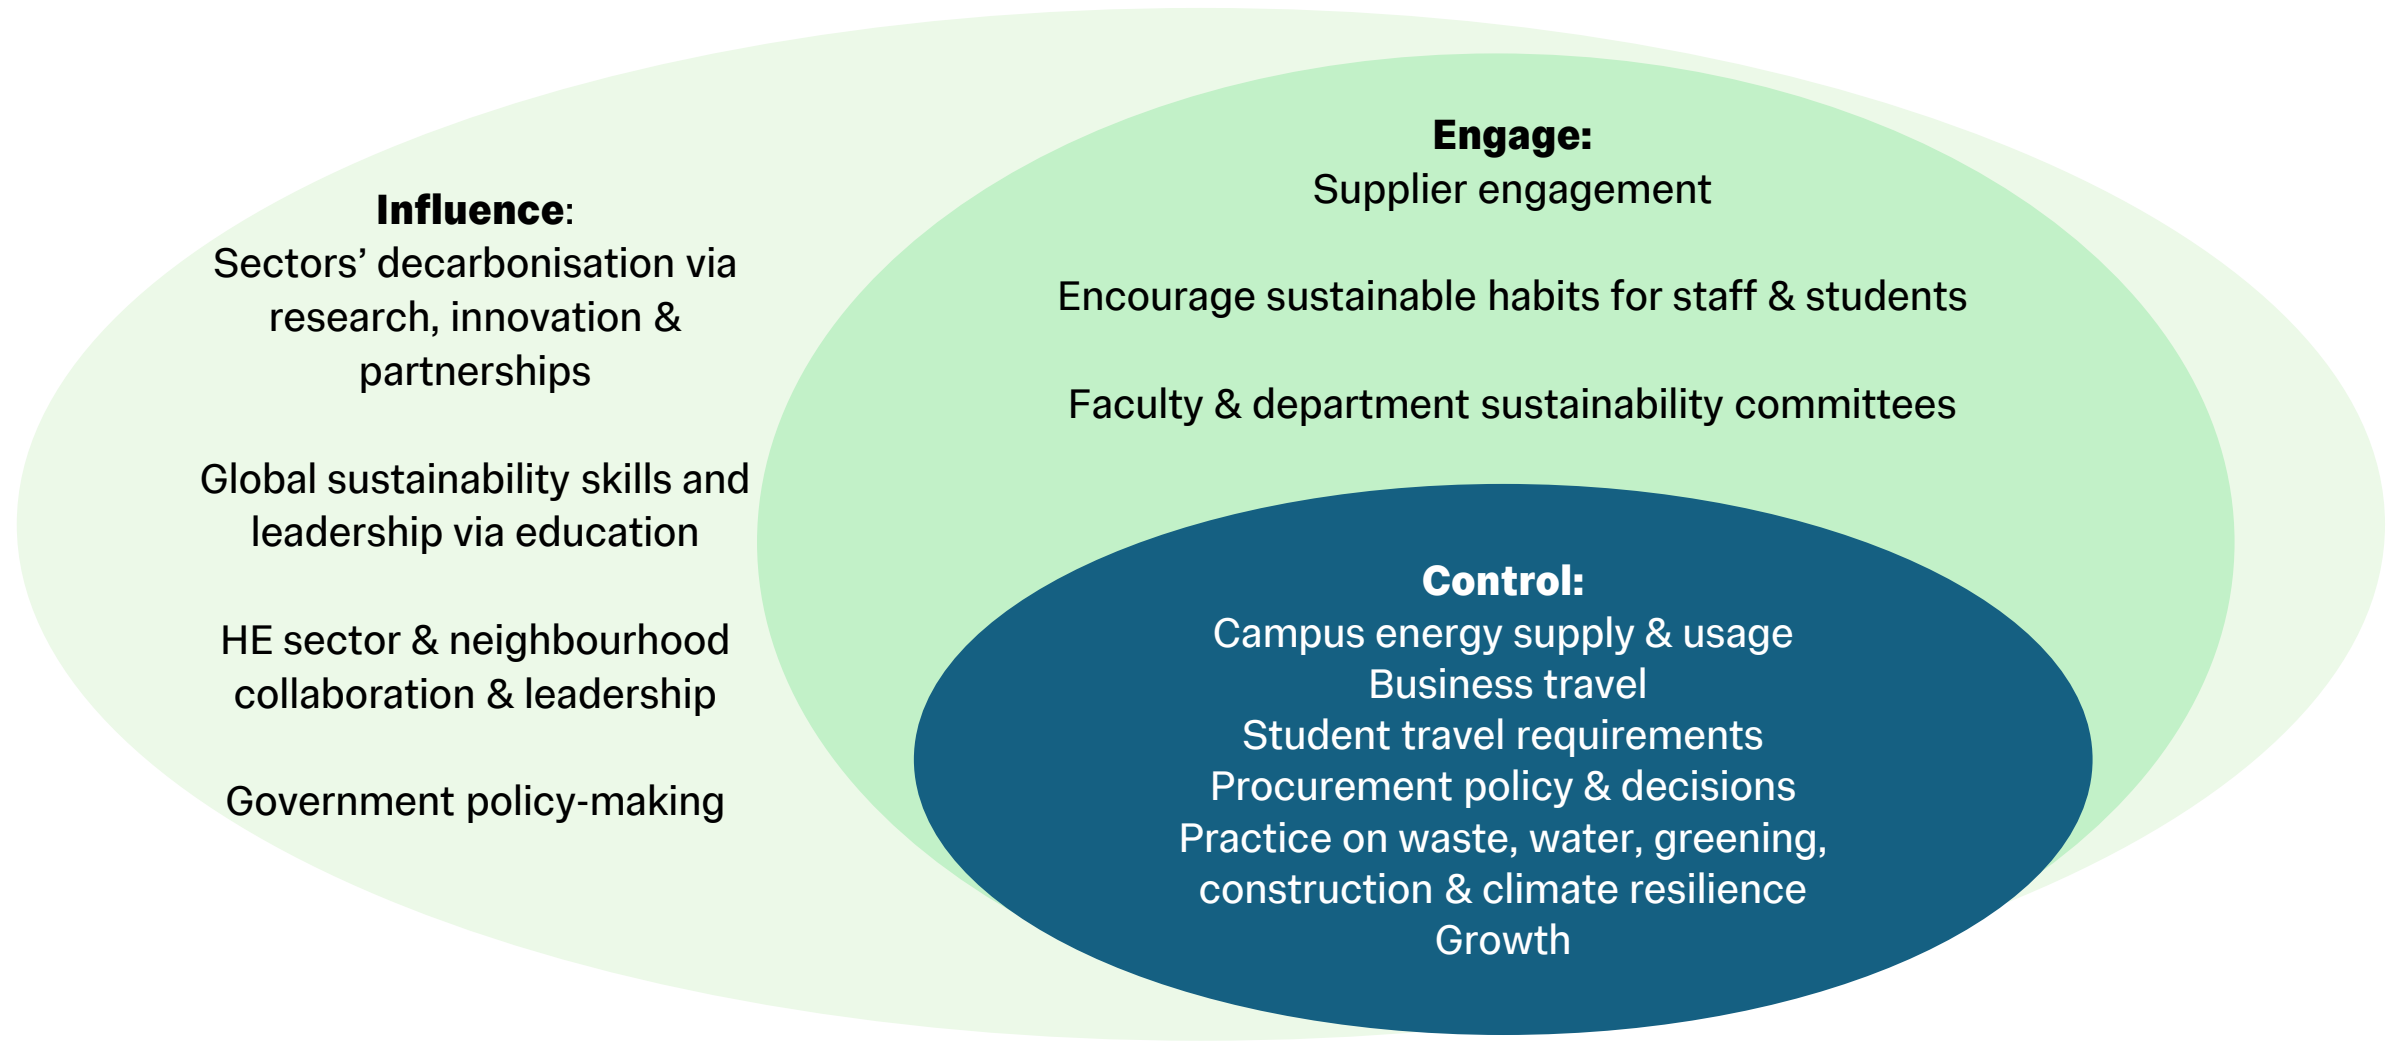 Influence:
Sectors’ decarbonisation via
research, innovation &
partnerships
Global sustainability skills and
leadership via education
HE sector & neighbourhood
collaboration & leadership
Government policy-making
Engage:
Supplier engagement
Encourage sustainable habits for staff & students
Faculty & department sustainability committees
Control:
Campus energy supply & usage
Business travel
Student travel requirements
Procurement policy & decisions
Practice on waste, water, greening,
construction & climate resilience
Growth